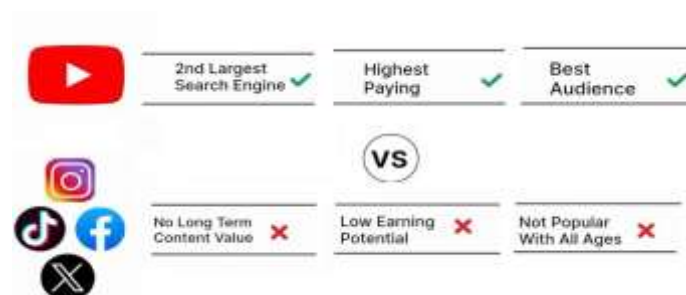 2nd Largest
Search Engine
Highest
Paying
Best
Audience
VS
No Long Term
Content Value
Low Earning
Potential
Not Popular
With All Ages